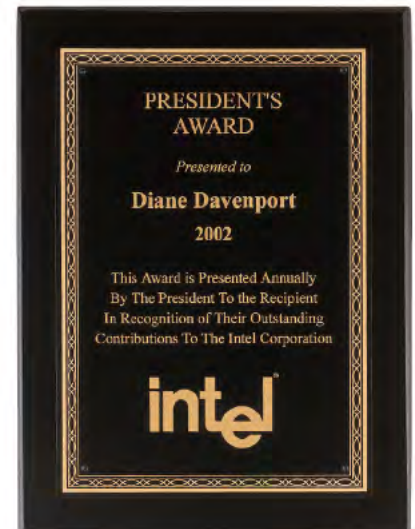 PRESIDENT'S
AWARD
Presented to
Diane Davenport
2002
This Award is Presented Annually
By The President To the Recipient
In Recognition of Their Outstanding
Contributions To The Intel Corporation
intel